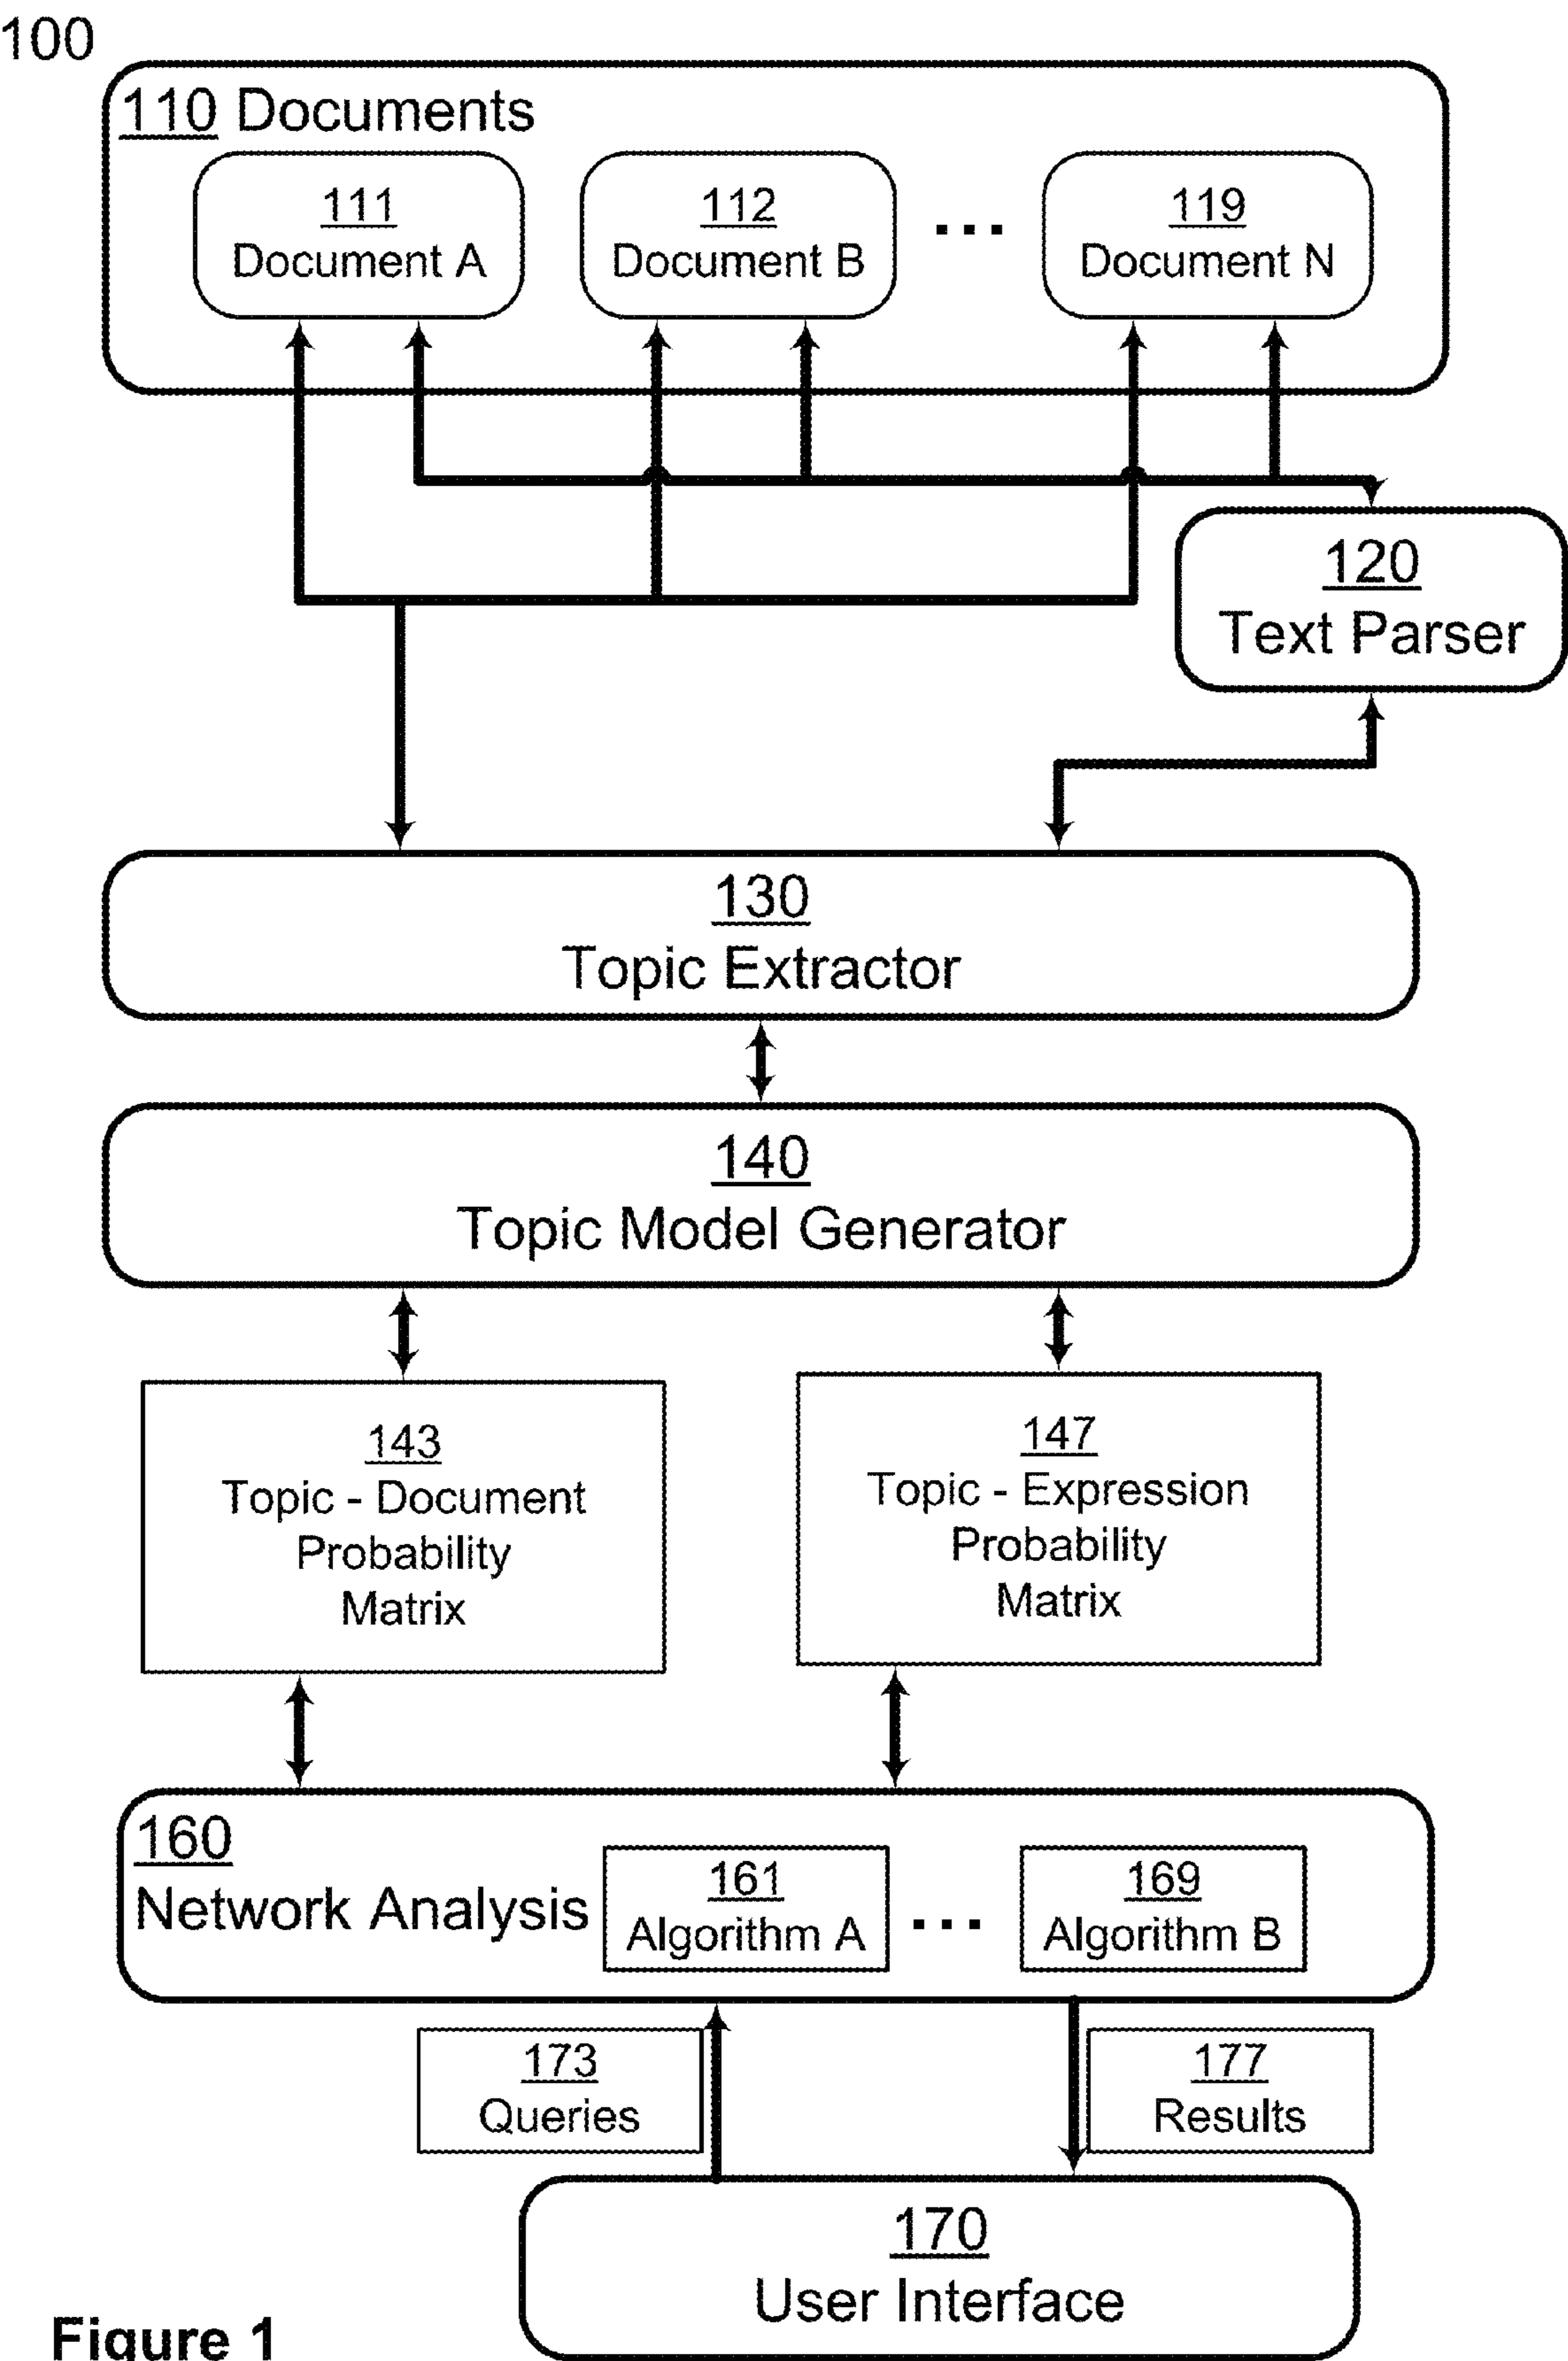 100
110 Documents
111
Document A
112
Document B
...
119
Document N
120
Text Parser
130
Topic Extractor
140
Topic Model Generator
143
Topic - Document
Probability
Matrix
147
Topic - Expression
Probability
Matrix
160
Network Analysis
161
Algorithm A
...
169
Algorithm B
173
Queries
177
Results
170
User Interface
Figure 1